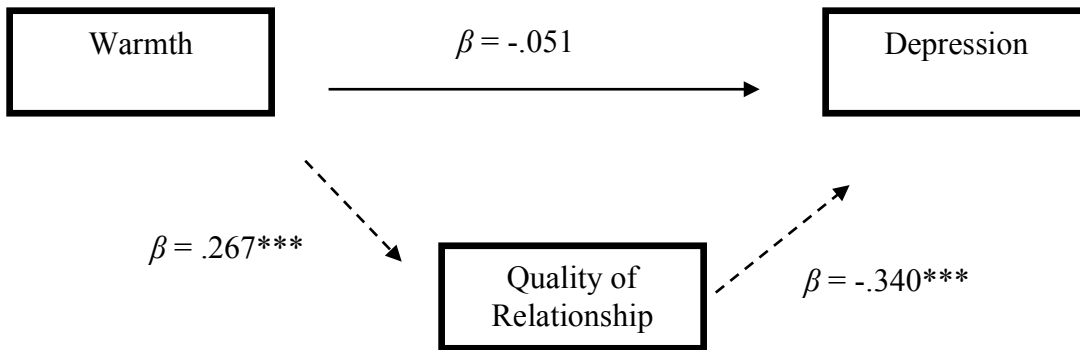 Warmth
β = -.051
Depression
β = .267***
Quality of
Relationship
β = -.340***